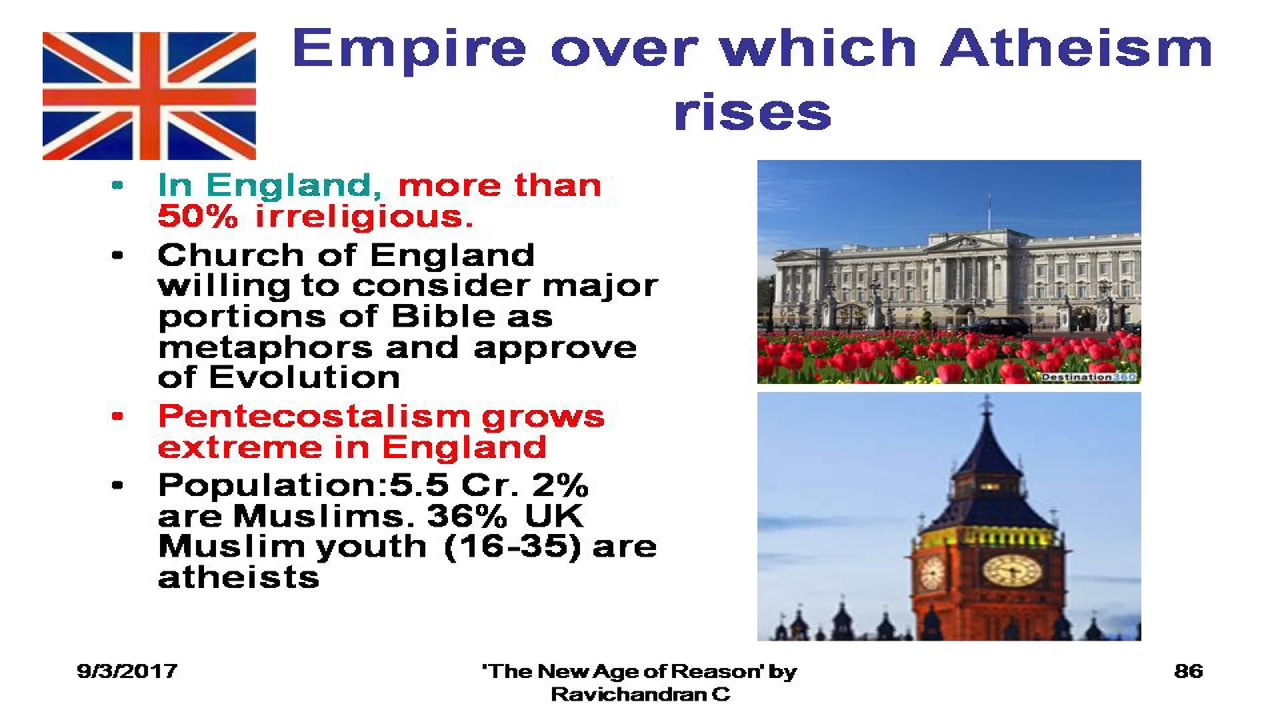 Empire over which Atheism
rises
• In England, more than
50% irreligious.
• Church of England
willing to consider major
portions of Bible as
metaphors and approve
of Evolution
• Pentecostalism grows
extreme in England
• Population:5.5 Cr. 2%
are Muslims. 36% UK
Muslim youth (16-35) are
atheists
Destination360
9/3/2017
'The New Age of Reason' by
Ravichandran C
86